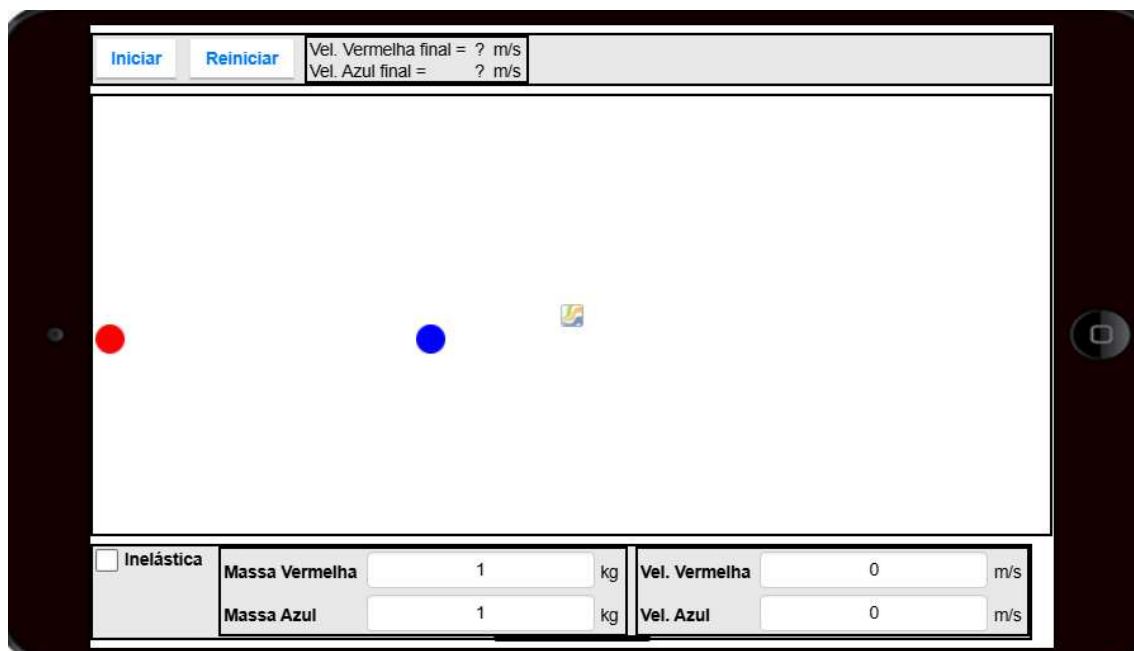 Iniciar Reiniciar Vel. Vermelha final = ? m/s
Vel. Azul final = ? m/s
Inelástica
Massa Vermelha 1 kg Vel. Vermelha 0 m/s
Massa Azul 1 kg Vel. Azul 0 m/s